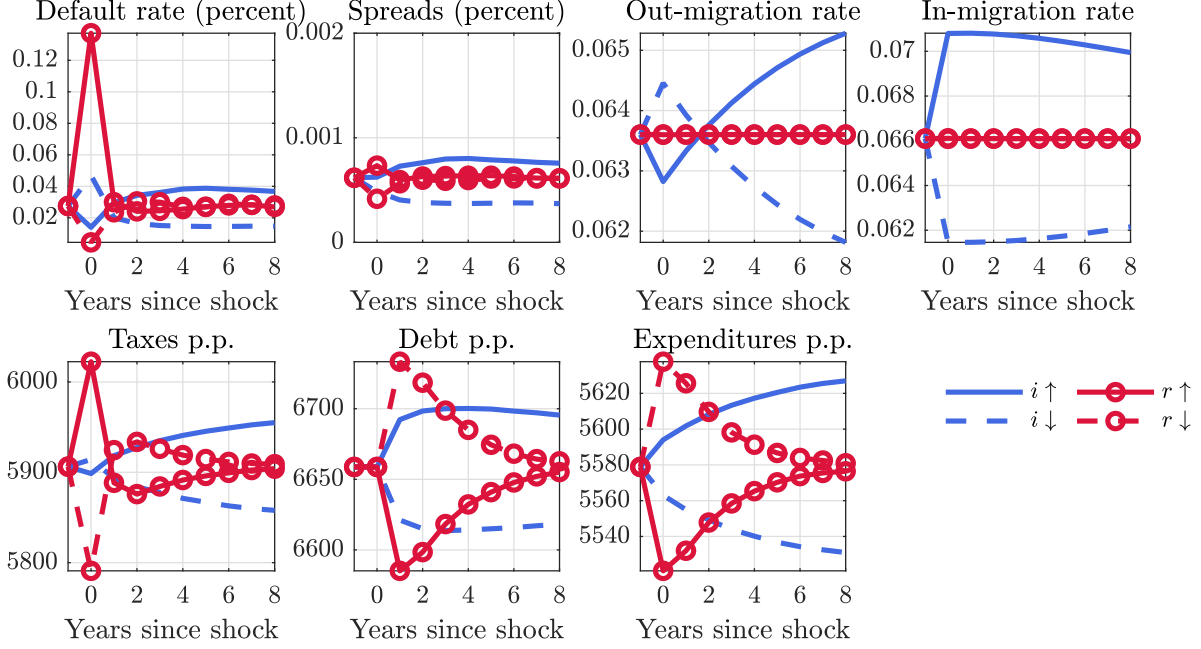 Default rate (percent)
Spreads (percent)
Out-migration rate
In-migration rate
0.12
0.1
0.08
0.06
0.04
0.02
0 2 4 6 8
Years since shock
0.002
0.001
0
0 2 4 6 8
Years since shock
0.065
0.064
0.063
0.062
0 2 4 6 8
Years since shock
0.07
0.068
0.066
0.064
0.062
0 2 4 6 8
Years since shock
Taxes p.p.
Debt p.p.
Expenditures p.p.
6000
5900
5800
0 2 4 6 8
Years since shock
6700
6650
6600
0 2 4 6 8
Years since shock
5620
5600
5580
5560
5540
0 2 4 6 8
Years since shock
i ↑
r ↑
i ↓
r ↓